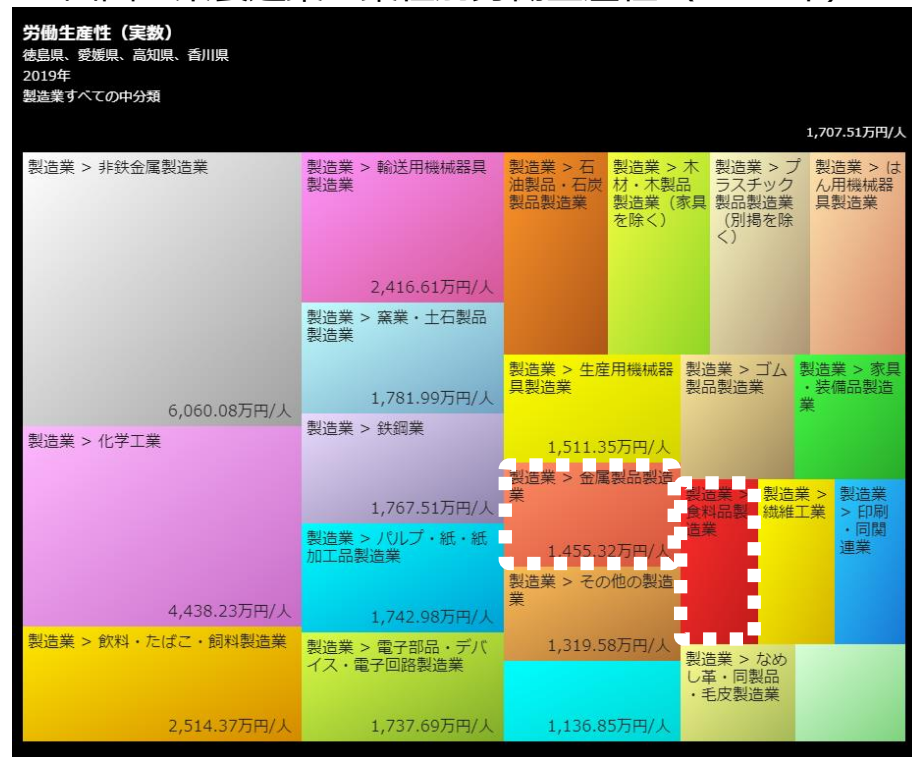 労働生産性（実数）
徳島県、愛媛県、高知県、香川県
2019年
製造業すべての中分類
1,707.51万円/人
製造業 > 非鉄金属製造業
6,060.08万円/人
製造業 > 化学工業
4,438.23万円/人
製造業 > 飲料・たばこ・飼料製造業
2,514.37万円/人
製造業 > 輸送用機械器具
製造業
2,416.61万円/人
製造業 > 窯業・土石製品
製造業
1,781.99万円/人
製造業 > 鉄鋼業
1,767.51万円/人
製造業 > パルプ・紙・紙
加工品製造業
1,742.98万円/人
製造業 > 電子部品・デバ
イス・電子回路製造業
1,737.69万円/人
製造業 > 石
油製品・石炭
製品製造業
製造業 > 木
材・木製品
製造業（家具
を除く）
製造業 > プ
ラスチック
製品製造業
（別掲を除
く）
製造業 > は
ん用機械器
具製造業
製造業 > 生産用機械器
具製造業
1,511.35万円/人
製造業 > 金属製品製造
業
1,455.32万円/人
製造業 > その他の製造
業
1,319.58万円/人
1,136.85万円/人
製造業 > ゴム
製品製造業
製造業 > 家具
・装備品製造
業
製造業 >
食料品製
造業
製造業 >
繊維工業
製造業
> 印刷
・同関
連業
製造業 > なめ
し革・同製品
・毛皮製造業